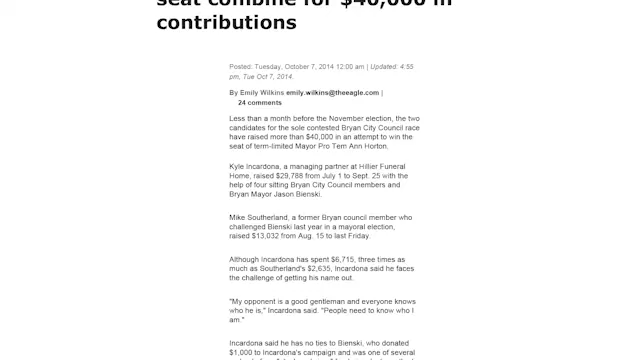 seat combine for $40,000 in
contributions
Posted: Tuesday, October 7, 2014 12:00 am | Updated: 4:55
pm, Tue Oct 7, 2014.
By Emily Wilkins emily.wilkins@theeagle.com |
24 comments
Less than a month before the November election, the two
candidates for the sole contested Bryan City Council race
have raised more than $40,000 in an attempt to win the
seat of term-limited Mayor Pro Tem Ann Horton.
Kyle Incardona, a managing partner at Hillier Funeral
Home, raised $29,788 from July 1 to Sept. 25 with the
help of four sitting Bryan City Council members and
Bryan Mayor Jason Bienski.
Mike Southerland, a former Bryan council member who
challenged Bienski last year in a mayoral election,
raised $13,032 from Aug. 15 to last Friday.
Although Incardona has spent $6,715, three times as
much as Southerland's $2,635, Incardona said he faces
the challenge of getting his name out.
"My opponent is a good gentleman and everyone knows
who he is," Incardona said. "People need to know who I
am."
Incardona said he has no ties to Bienski, who donated
$1,000 to Incardona's campaign and was one of several